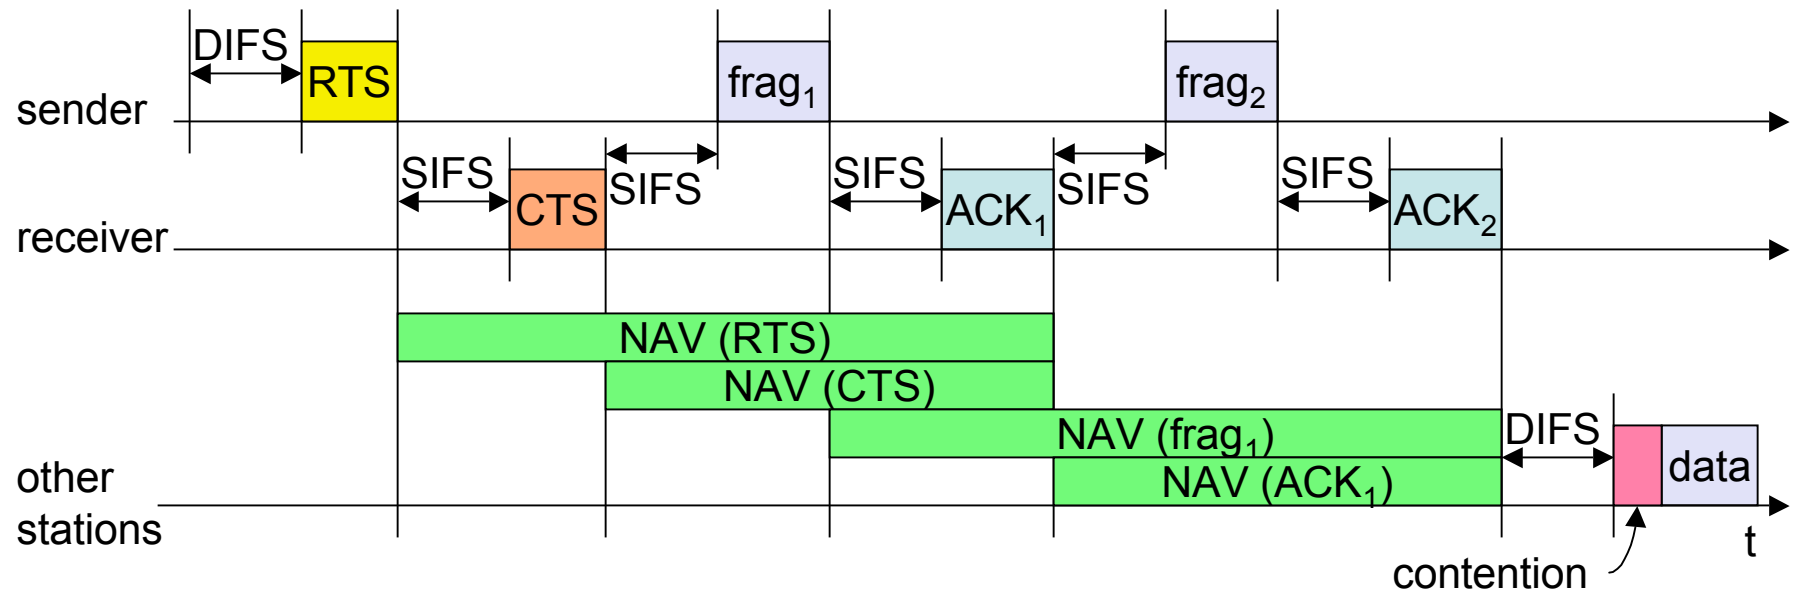 DIFS
RTS
frag₁
frag₂
sender
SIFS
CTS
SIFS
SIFS
ACK₁
SIFS
SIFS
ACK₂
receiver
NAV (RTS)
NAV (CTS)
NAV (frag₁)
DIFS
NAV (ACK₁)
data
other
stations
t
contention